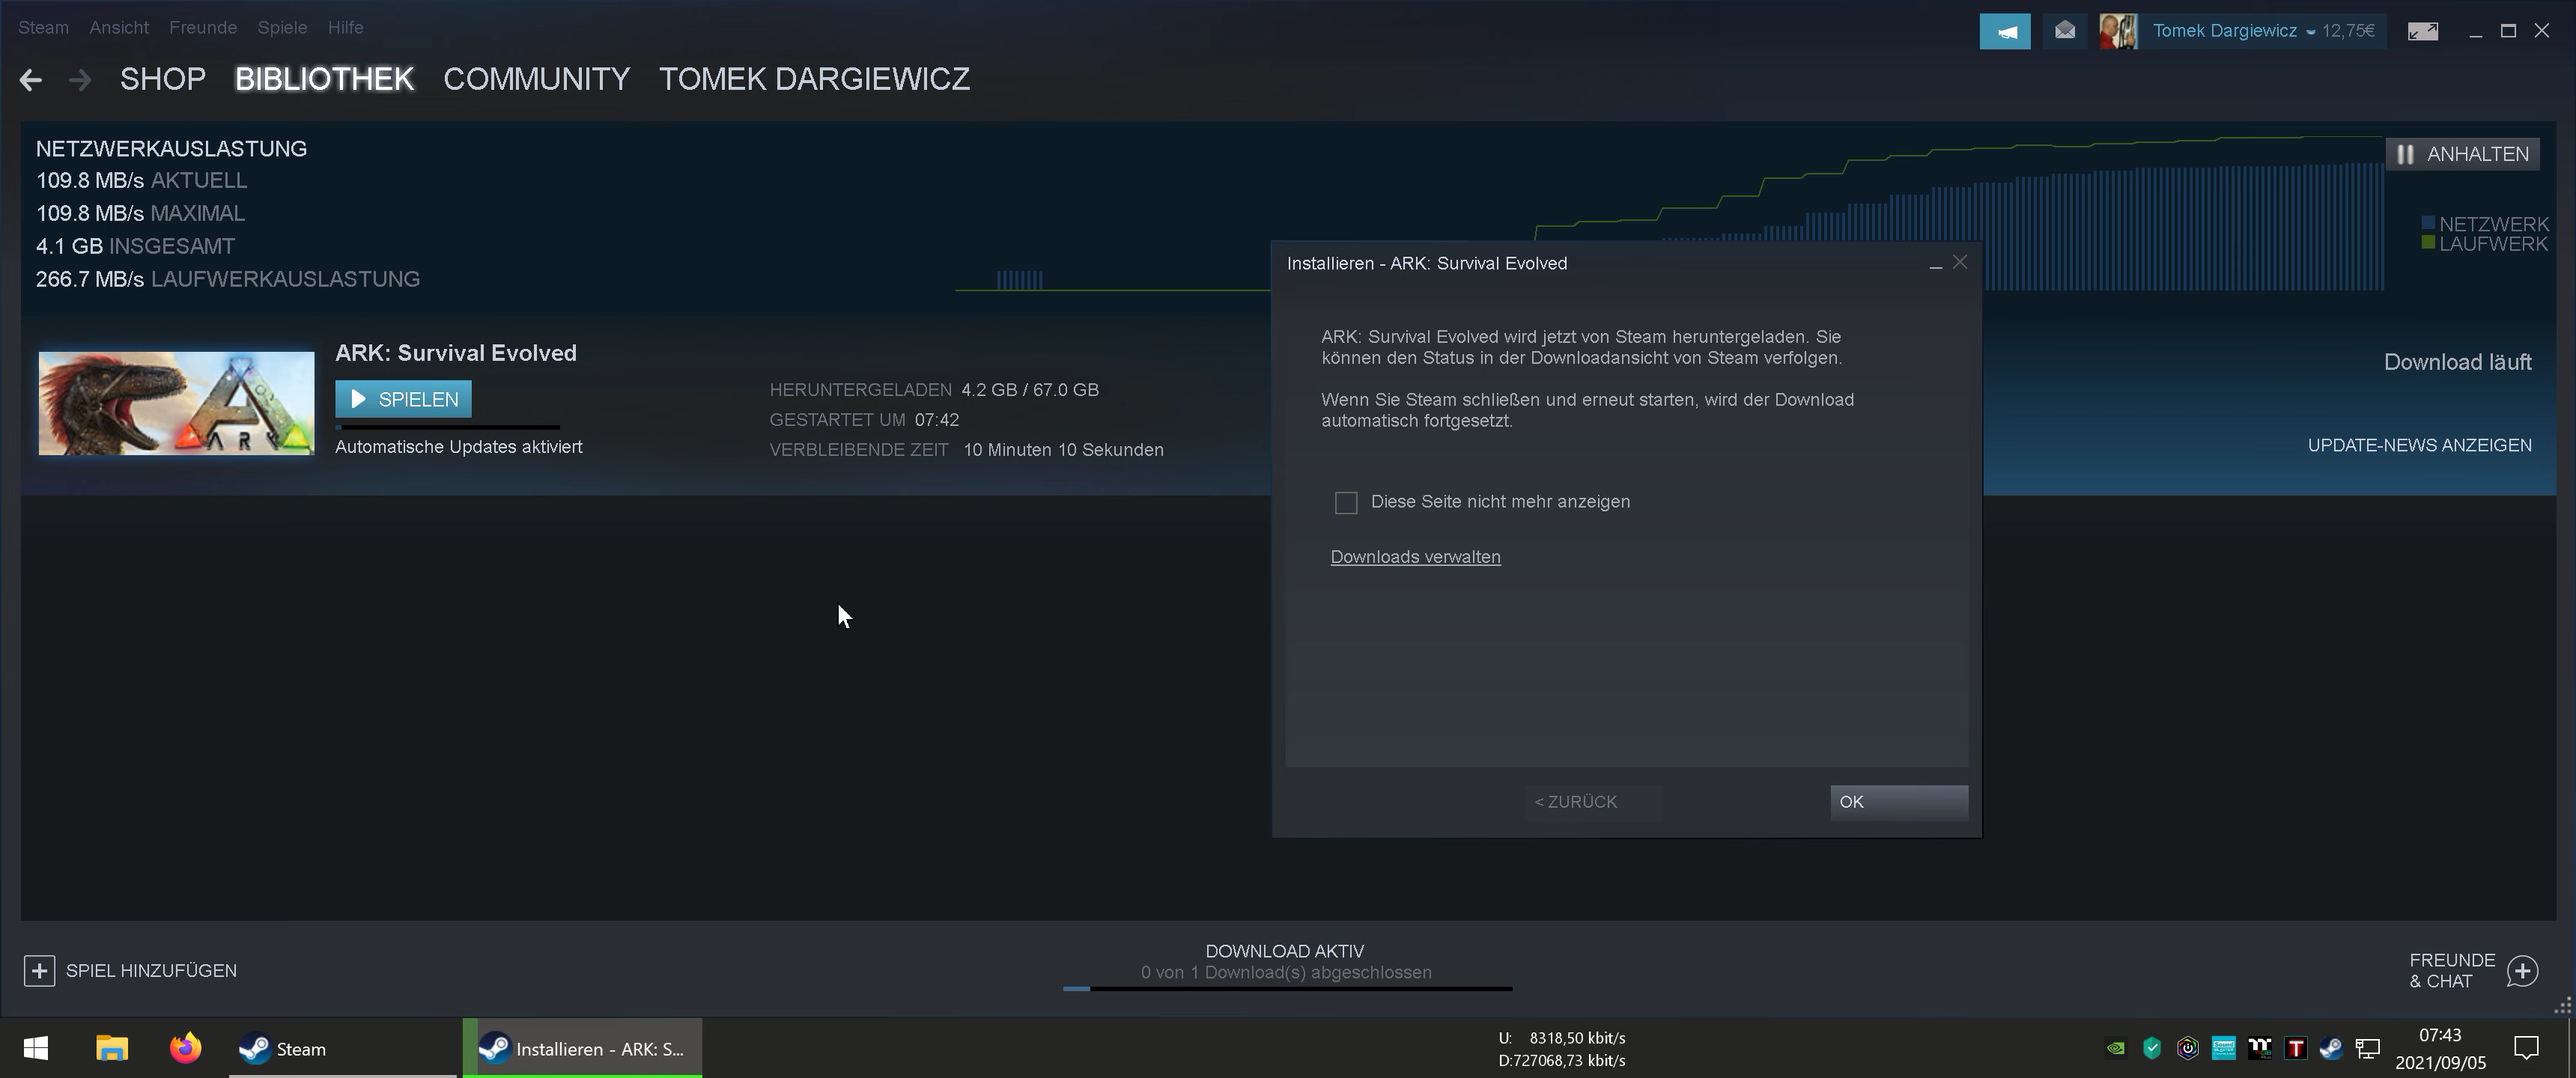 Steam Ansicht Freunde Spiele Hilfe
Tomek Dargiewicz 12,75€
SHOP BIBLIOTHEK COMMUNITY TOMEK DARGIEWICZ
NETZWERKAUSLASTUNG
109.8 MB/s AKTUELL
109.8 MB/s MAXIMAL
4.1 GB INSGESAMT
266.7 MB/s LAUFWERKAUSLASTUNG
ANHALTEN
NETZWERK
LAUFWERK
ARK
ARK: Survival Evolved
SPIELEN
Automatische Updates aktiviert
HERUNTERGELADEN 4.2 GB / 67.0 GB
GESTARTET UM 07:42
VERBLEIBENDE ZEIT 10 Minuten 10 Sekunden
Download läuft
UPDATE-NEWS ANZEIGEN
Installieren - ARK: Survival Evolved
ARK: Survival Evolved wird jetzt von Steam heruntergeladen. Sie
können den Status in der Downloadansicht von Steam verfolgen.
Wenn Sie Steam schließen und erneut starten, wird der Download
automatisch fortgesetzt.
Diese Seite nicht mehr anzeigen
Downloads verwalten
< ZURÜCK
OK
SPIEL HINZUFÜGEN
DOWNLOAD AKTIV
0 von 1 Download(s) abgeschlossen
FREUNDE
& CHAT
Steam
Installieren - ARK: S...
U: 8318,50 kbit/s
D:727068,73 kbit/s
T
07:43
2021/09/05